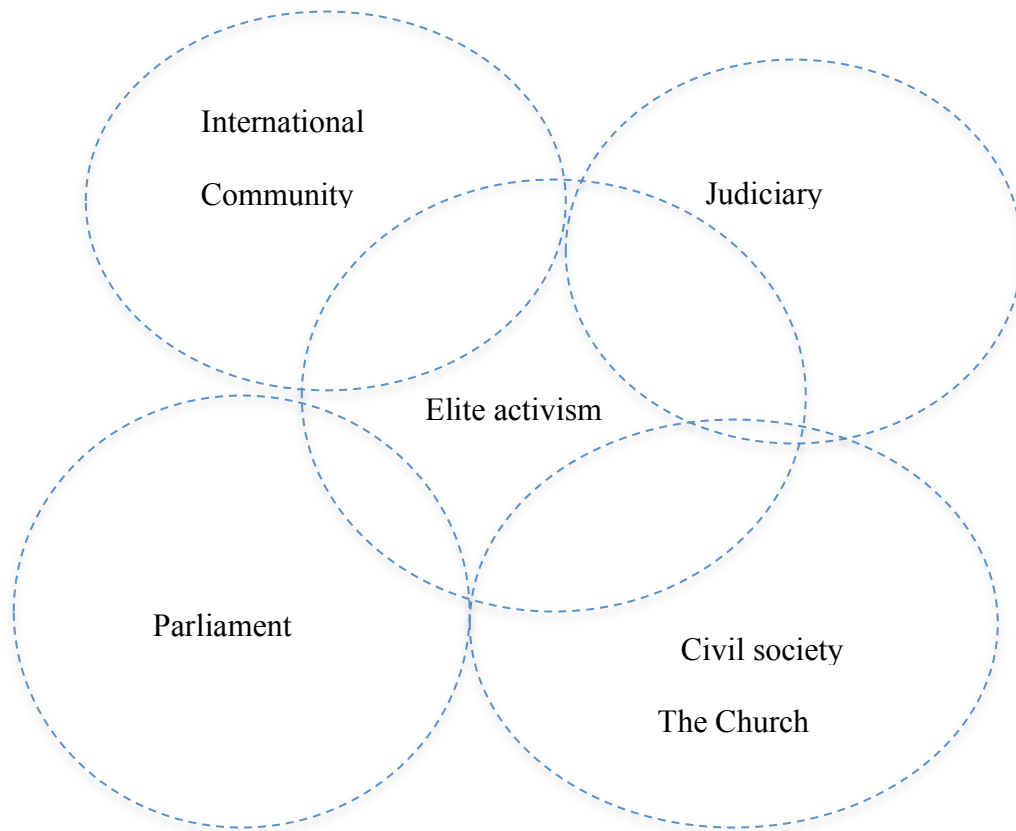 International
Community
Judiciary
Elite activism
Parliament
Civil society
The Church